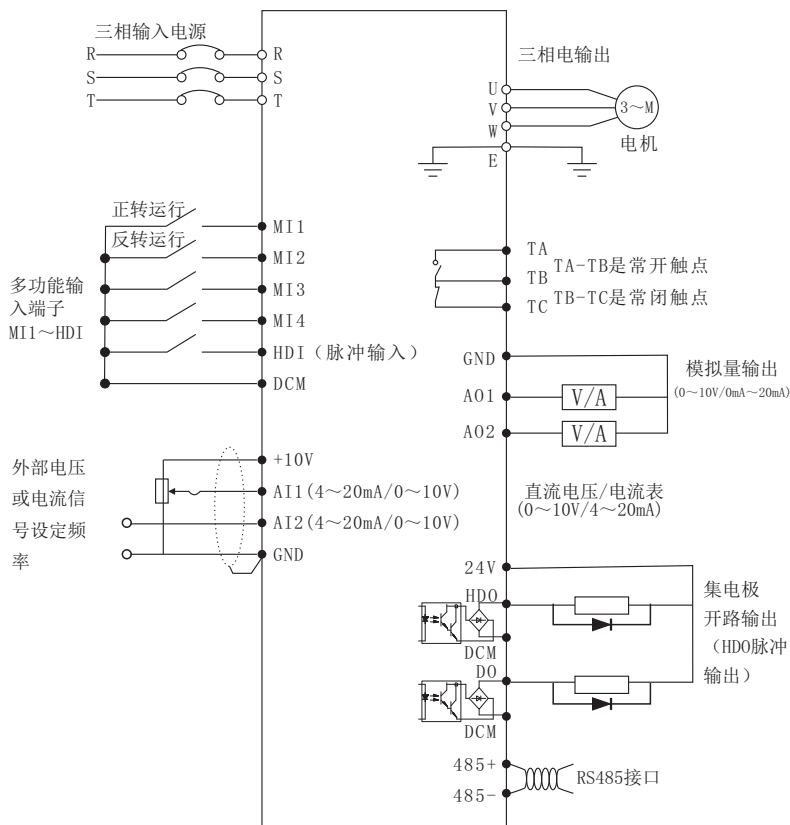 三相输入电源
R
R
S
S
T
T
三相电输出
U
V
W
E
3～M
电机
正转运行
反转运行
多功能输
入端子
MI1～HDI
MI1
MI2
MI3
MI4
HDI（脉冲输入）
DCM
TA
TB
TC
TA-TB是常开触点
TB-TC是常闭触点
GND
AO1
AO2
V/A
V/A
模拟量输出
(0～10V/0mA～20mA)
外部电压
或电流信
号设定频
率
+10V
AI1(4～20mA/0～10V)
AI2(4～20mA/0～10V)
GND
直流电压/电流表
(0～10V/4～20mA)
24V
HDO
DCM
DO
DCM
集电极
开路输出
（HDO脉冲
输出）
485+
485-
RS485接口